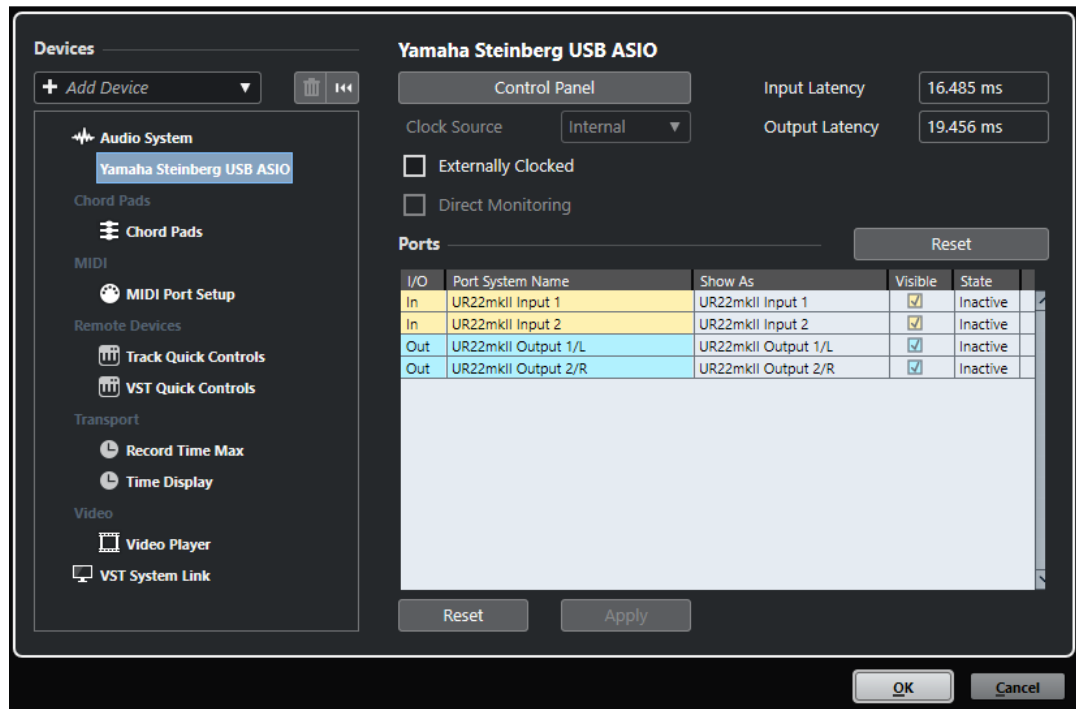 Devices
+ Add Device
Audio System
Yamaha Steinberg USB ASIO
Chord Pads
Chord Pads
MIDI
MIDI Port Setup
Remote Devices
Track Quick Controls
VST Quick Controls
Transport
Record Time Max
Time Display
Video
Video Player
VST System Link
Yamaha Steinberg USB ASIO
Control Panel
Input Latency 16.485 ms
Clock Source Internal
Output Latency 19.456 ms
Externally Clocked
Direct Monitoring
Ports
Reset
I/O Port System Name Show As Visible State
In UR22mkII Input 1 UR22mkII Input 1 Inactive
In UR22mkII Input 2 UR22mkII Input 2 Inactive
Out UR22mkII Output 1/L UR22mkII Output 1/L Inactive
Out UR22mkII Output 2/R UR22mkII Output 2/R Inactive
Reset Apply
OK Cancel